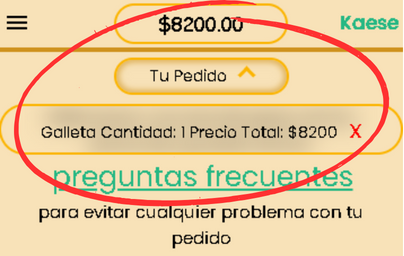 $8200.00
Kaese
Tu Pedido
Galleta Cantidad: 1 Precio Total: $8200 X
preguntas frecuentes
para evitar cualquier problema con tu
pedido